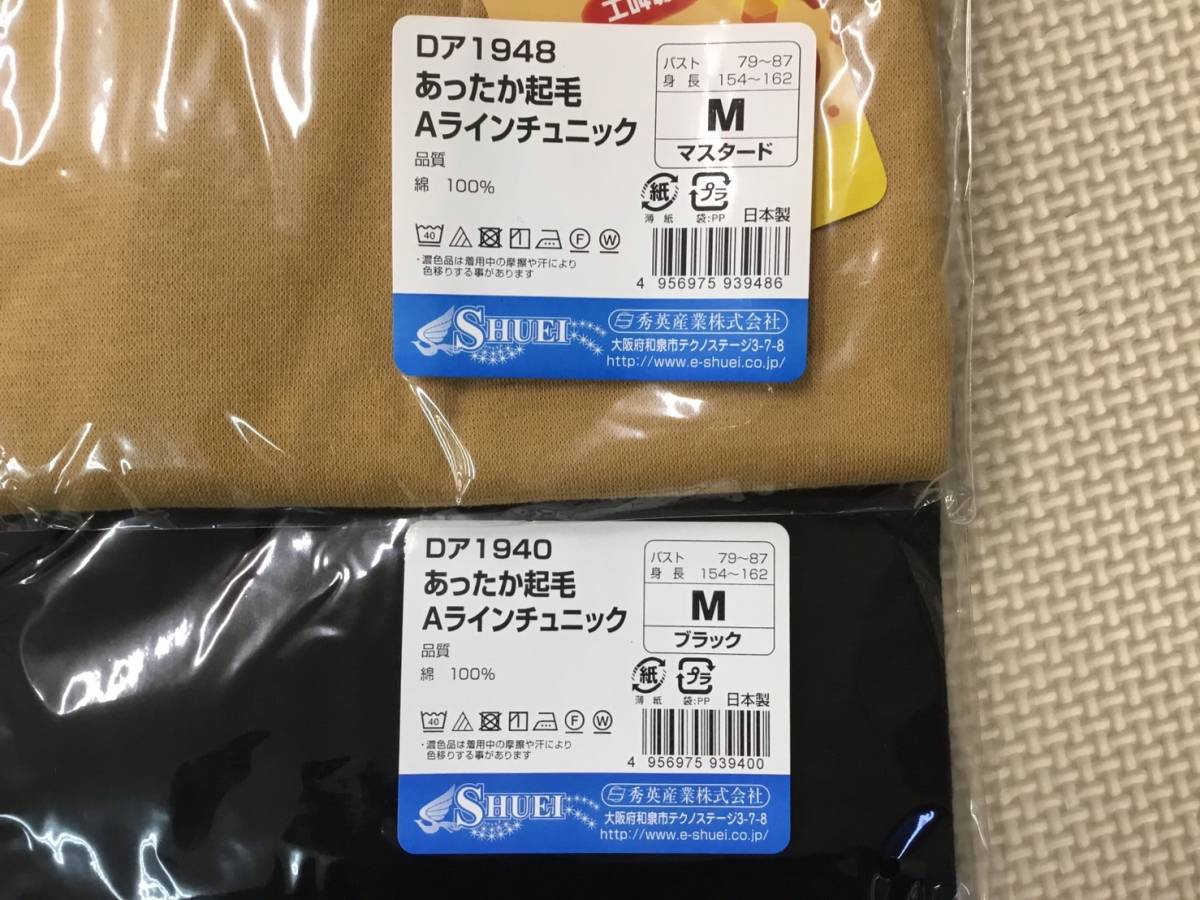 Dア1948
あったか起毛
Aラインチュニック
品質
綿 100%
バスト 79~87
身長 154~162
M
マスタード
紙
薄紙
プラ
袋:PP
日本製
40
F
W
・濃色品は着用中の摩擦や汗により
色移りする事があります
4 956975 939486
SHUEI
秀英産業株式会社
大阪府和泉市テクノステージ3-7-8
http://www.e-shuei.co.jp/
Dア1940
あったか起毛
Aラインチュニック
品質
綿 100%
バスト 79~87
身長 154~162
M
ブラック
紙
薄紙
プラ
袋:PP
日本製
40
F
W
・濃色品は着用中の摩擦や汗により
色移りする事があります
4 956975 939400
SHUEI
秀英産業株式会社
大阪府和泉市テクノステージ3-7-8
http://www.e-shuei.co.jp/